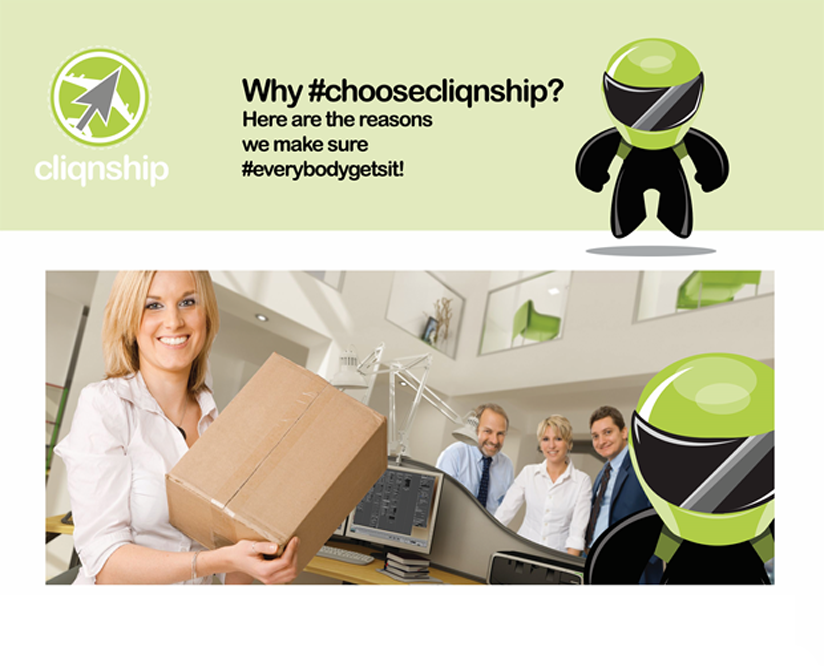 cliqnship
Why #choosecliqnship?
Here are the reasons
we make sure
#everybodygetsit!